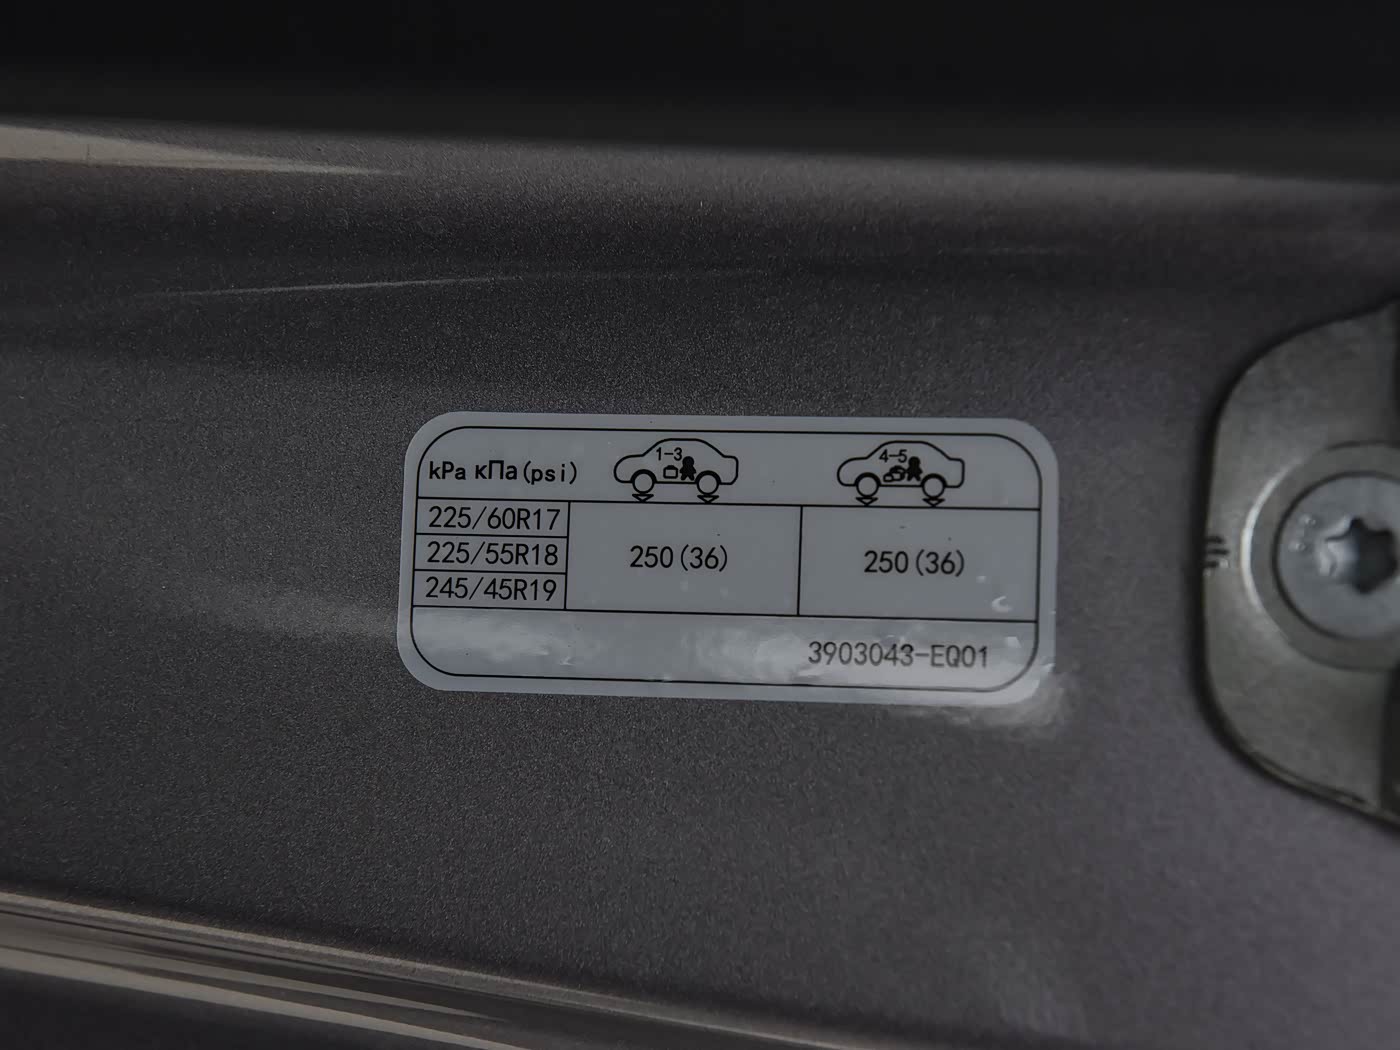 kPa кПа(psi) 1-3 4-5
225/60R17
225/55R18 250(36) 250(36)
245/45R19
3903043-EQ01